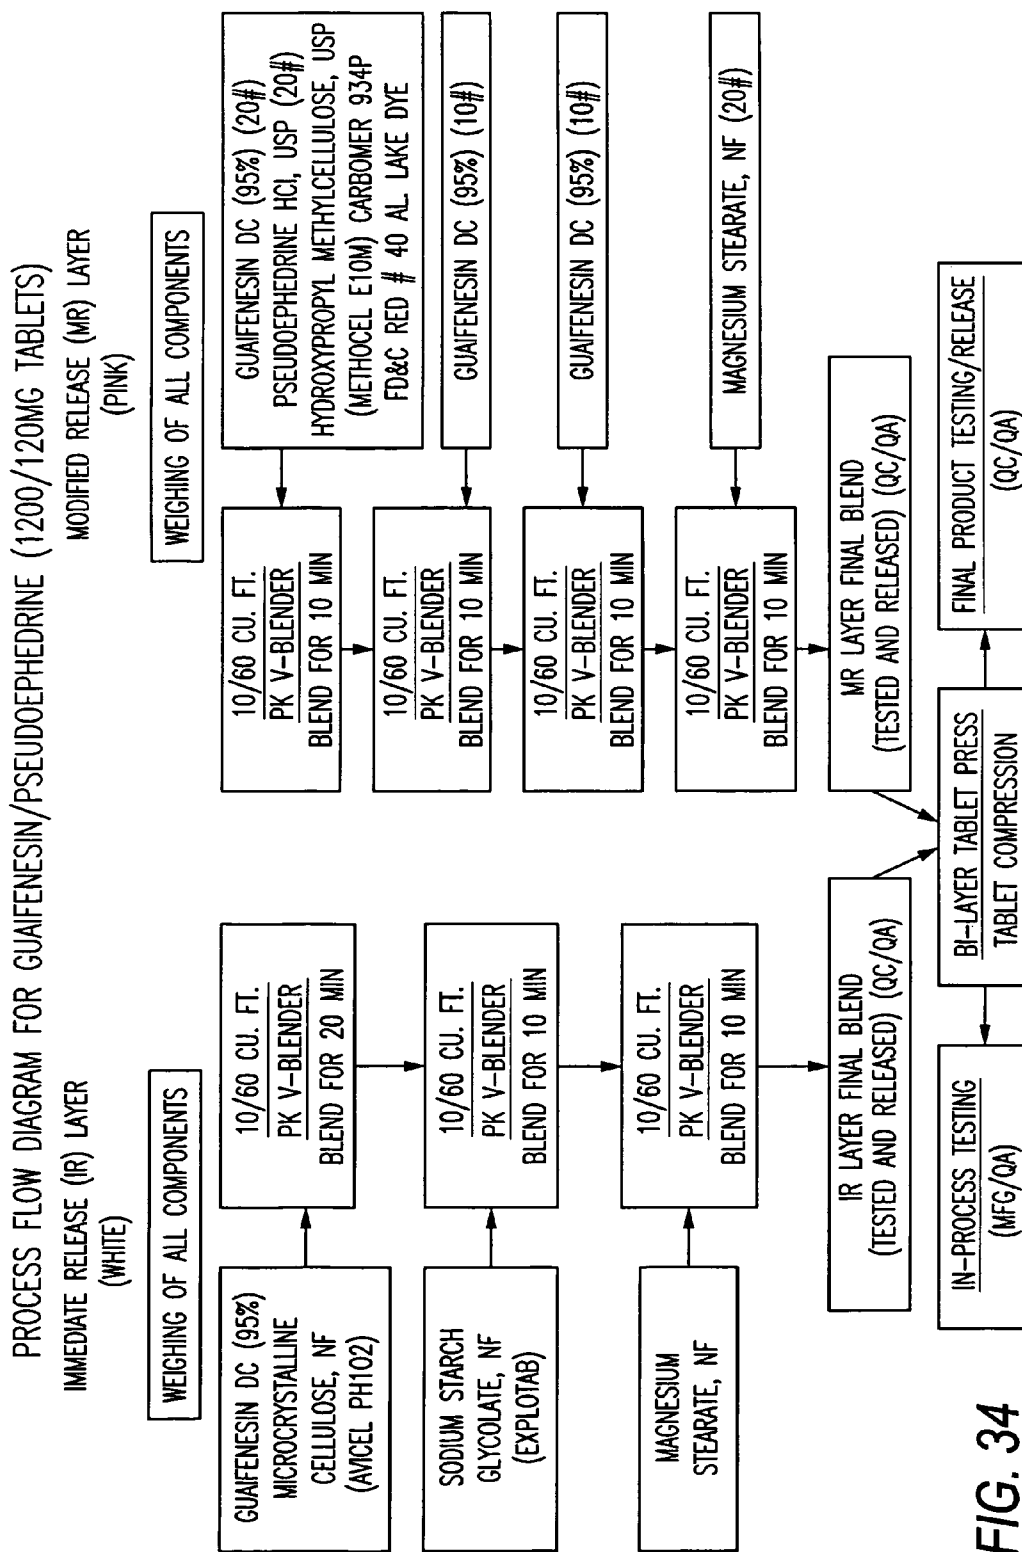 PROCESS FLOW DIAGRAM FOR GUAIFENESIN/PSEUDOEPHEDRINE (1200/120MG TABLETS)
IMMEDIATE RELEASE (IR) LAYER
(WHITE)
WEIGHING OF ALL COMPONENTS
GUAIFENESIN DC (95%)
MICROCRYSTALLINE
CELLULOSE, NF
(AVICEL PH102)
10/60 CU. FT.
PK V-BLENDER
BLEND FOR 20 MIN
SODIUM STARCH
GLYCOLATE, NF
(EXPLOTAB)
10/60 CU. FT.
PK V-BLENDER
BLEND FOR 10 MIN
MAGNESIUM
STEARATE, NF
10/60 CU. FT.
PK V-BLENDER
BLEND FOR 10 MIN
IR LAYER FINAL BLEND
(TESTED AND RELEASED) (QC/QA)
MODIFIED RELEASE (MR) LAYER
(PINK)
WEIGHING OF ALL COMPONENTS
10/60 CU. FT.
PK V-BLENDER
BLEND FOR 10 MIN
GUAIFENESIN DC (95%) (20#)
PSEUDOEPHEDRINE HCl, USP (20#)
HYDROXYPROPYL METHYLCELLULOSE, USP
(METHOCEL E10M) CARBOMER 934P
FD&C RED # 40 AL. LAKE DYE
10/60 CU. FT.
PK V-BLENDER
BLEND FOR 10 MIN
GUAIFENESIN DC (95%) (10#)
10/60 CU. FT.
PK V-BLENDER
BLEND FOR 10 MIN
GUAIFENESIN DC (95%) (10#)
10/60 CU. FT.
PK V-BLENDER
BLEND FOR 10 MIN
MAGNESIUM STEARATE, NF (20#)
MR LAYER FINAL BLEND
(TESTED AND RELEASED) (QC/QA)
IN-PROCESS TESTING
(MFG/QA)
BI-LAYER TABLET PRESS
TABLET COMPRESSION
FINAL PRODUCT TESTING/RELEASE
(QC/QA)
FIG. 34